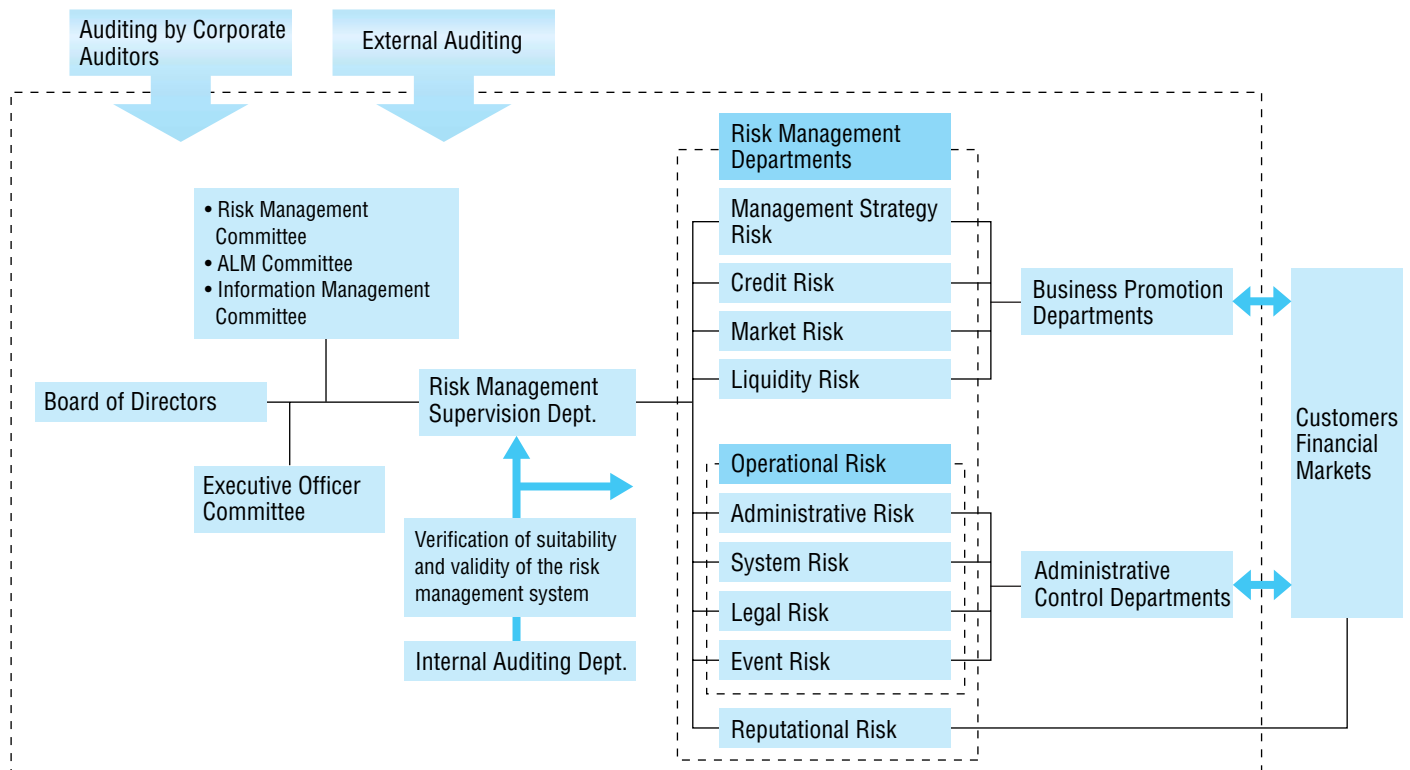 Auditing by Corporate
Auditors
External Auditing
• Risk Management
Committee
• ALM Committee
• Information Management
Committee
Board of Directors
Executive Officer
Committee
Risk Management
Supervision Dept.
Verification of suitability
and validity of the risk
management system
Internal Auditing Dept.
Risk Management
Departments
Management Strategy
Risk
Credit Risk
Market Risk
Liquidity Risk
Operational Risk
Administrative Risk
System Risk
Legal Risk
Event Risk
Reputational Risk
Business Promotion
Departments
Administrative
Control Departments
Customers
Financial
Markets